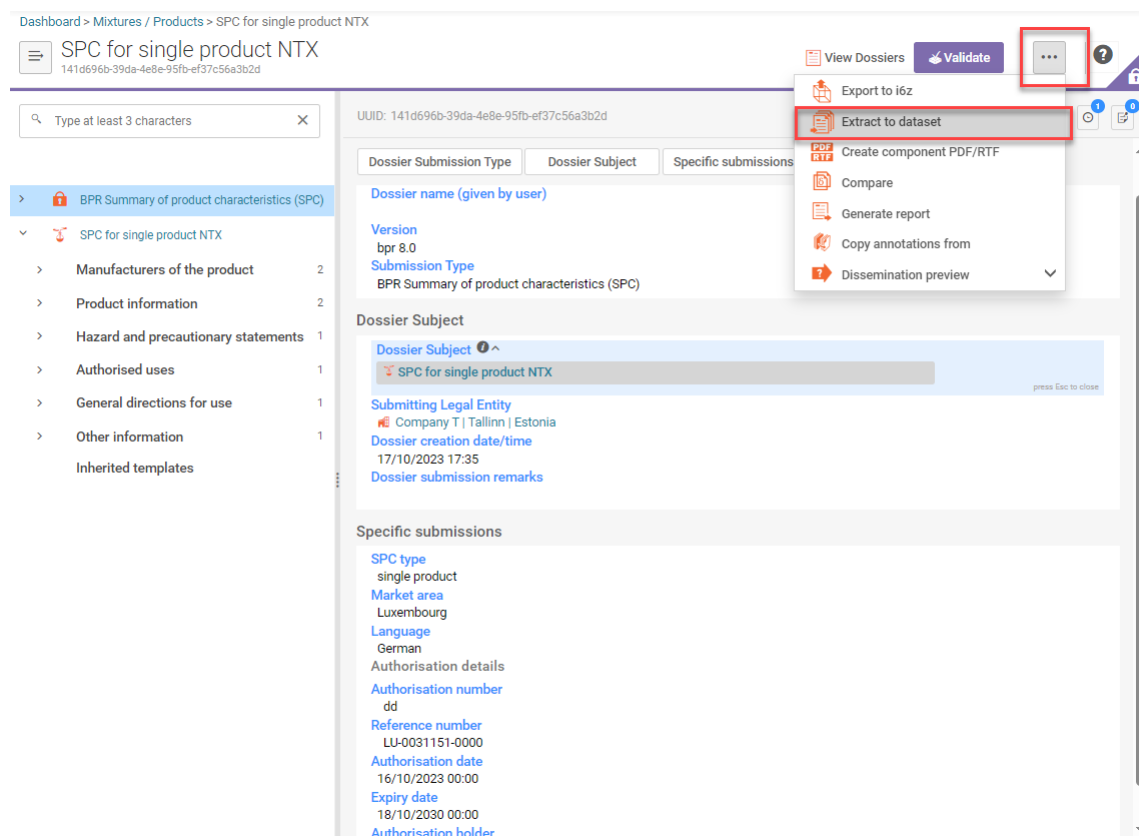 Dashboard > Mixtures / Products > SPC for single product NTX
SPC for single product NTX
141d696b-39da-4e8e-95fb-ef37c56a3b2d
View Dossiers
Validate
...
?
Export to i6z
Extract to dataset
PDF
RTF
Create component PDF/RTF
Compare
Generate report
Copy annotations from
Dissemination preview
Type at least 3 characters
UUID: 141d696b-39da-4e8e-95fb-ef37c56a3b2d
1
0
Dossier Submission Type
Dossier Subject
Specific submissions
BPR Summary of product characteristics (SPC)
SPC for single product NTX
Manufacturers of the product 2
Product information 2
Hazard and precautionary statements 1
Authorised uses 1
General directions for use 1
Other information 1
Inherited templates
Dossier name (given by user)
Version
bpr 8.0
Submission Type
BPR Summary of product characteristics (SPC)
Dossier Subject
Dossier Subject
SPC for single product NTX
press Esc to close
Submitting Legal Entity
Company T | Tallinn | Estonia
Dossier creation date/time
17/10/2023 17:35
Dossier submission remarks
Specific submissions
SPC type
single product
Market area
Luxembourg
Language
German
Authorisation details
Authorisation number
dd
Reference number
LU-0031151-0000
Authorisation date
16/10/2023 00:00
Expiry date
18/10/2030 00:00
Authorisation holder